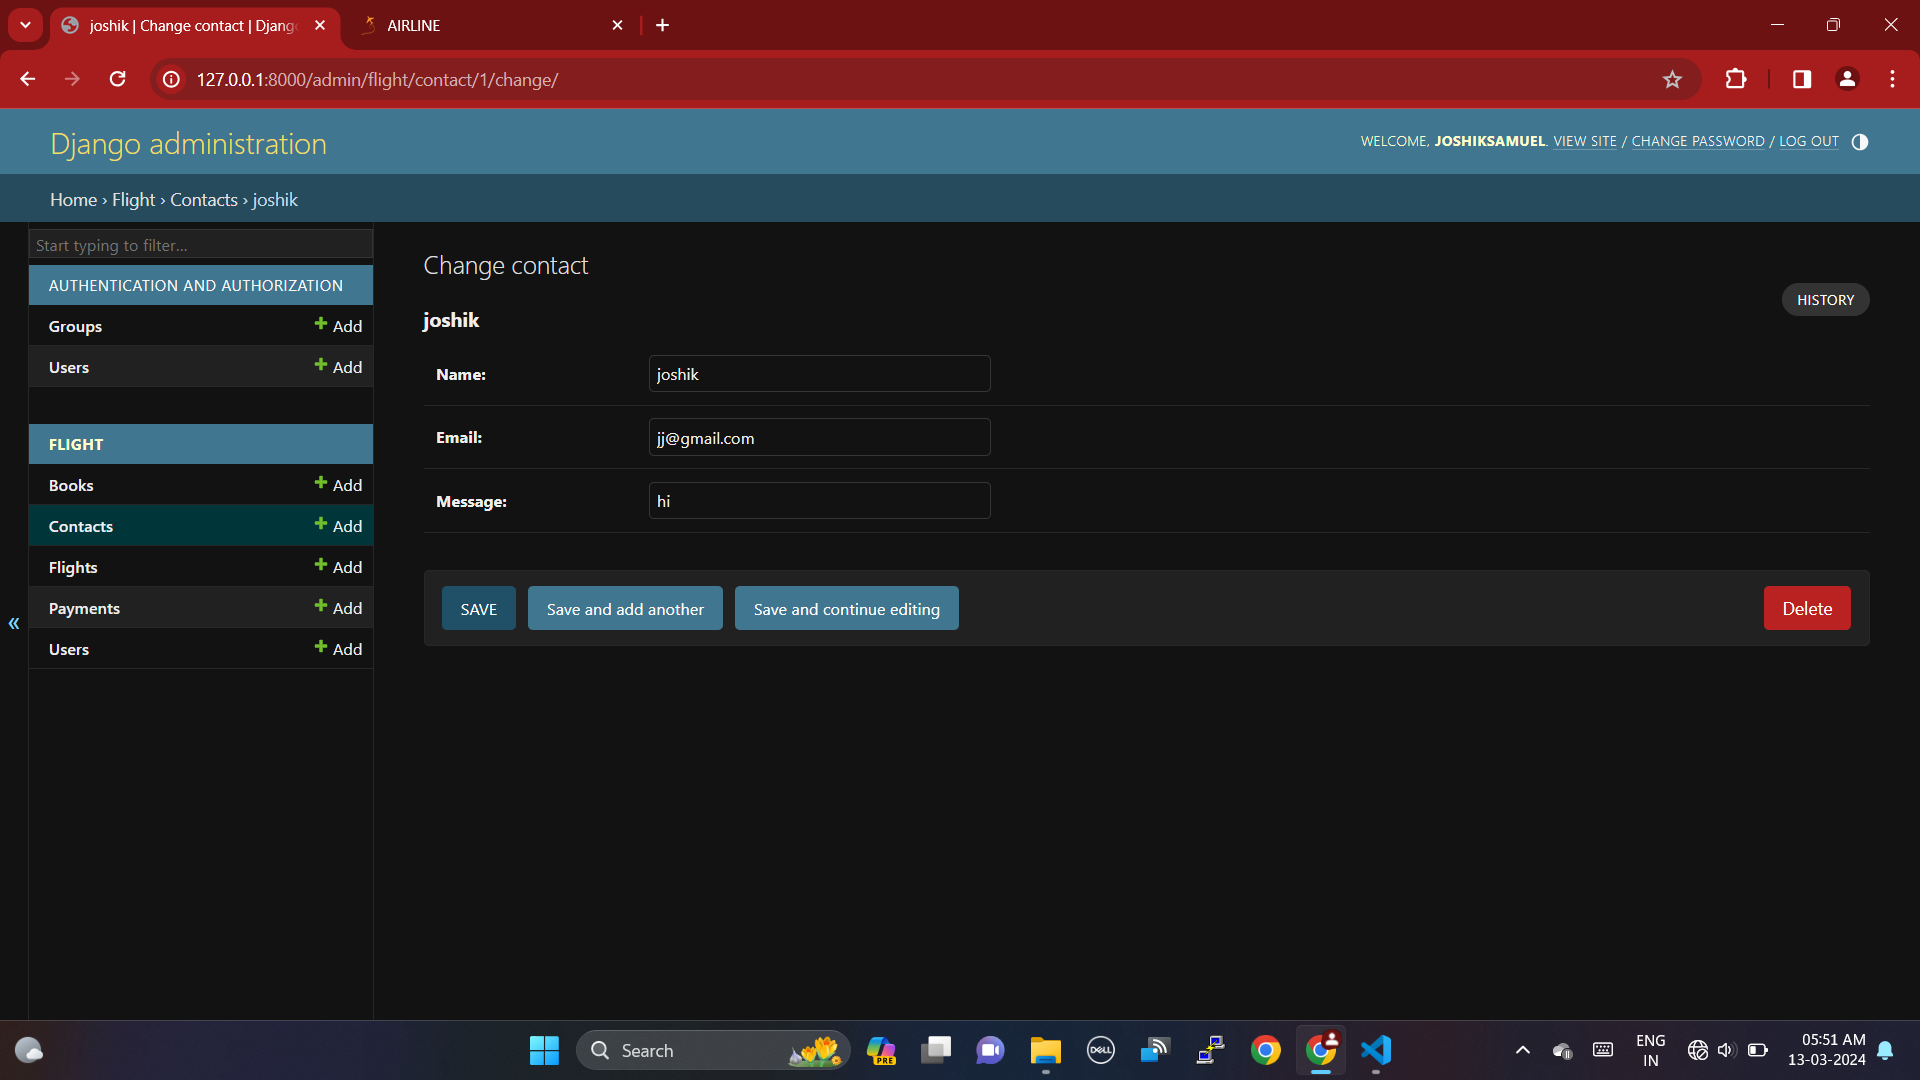 joshik | Change contact | Djang
AIRLINE
127.0.0.1:8000/admin/flight/contact/1/change/
Django administration
WELCOME, JOSHIKSAMUEL. VIEW SITE / CHANGE PASSWORD / LOG OUT
Home › Flight › Contacts › joshik
Start typing to filter...
AUTHENTICATION AND AUTHORIZATION
Groups Add
Users Add
FLIGHT
Books Add
Contacts Add
Flights Add
Payments Add
Users Add
«
Change contact
HISTORY
joshik
Name: joshik
Email: jj@gmail.com
Message: hi
SAVE Save and add another Save and continue editing Delete
Search
PRE
DELL
ENG
IN
05:51 AM
13-03-2024